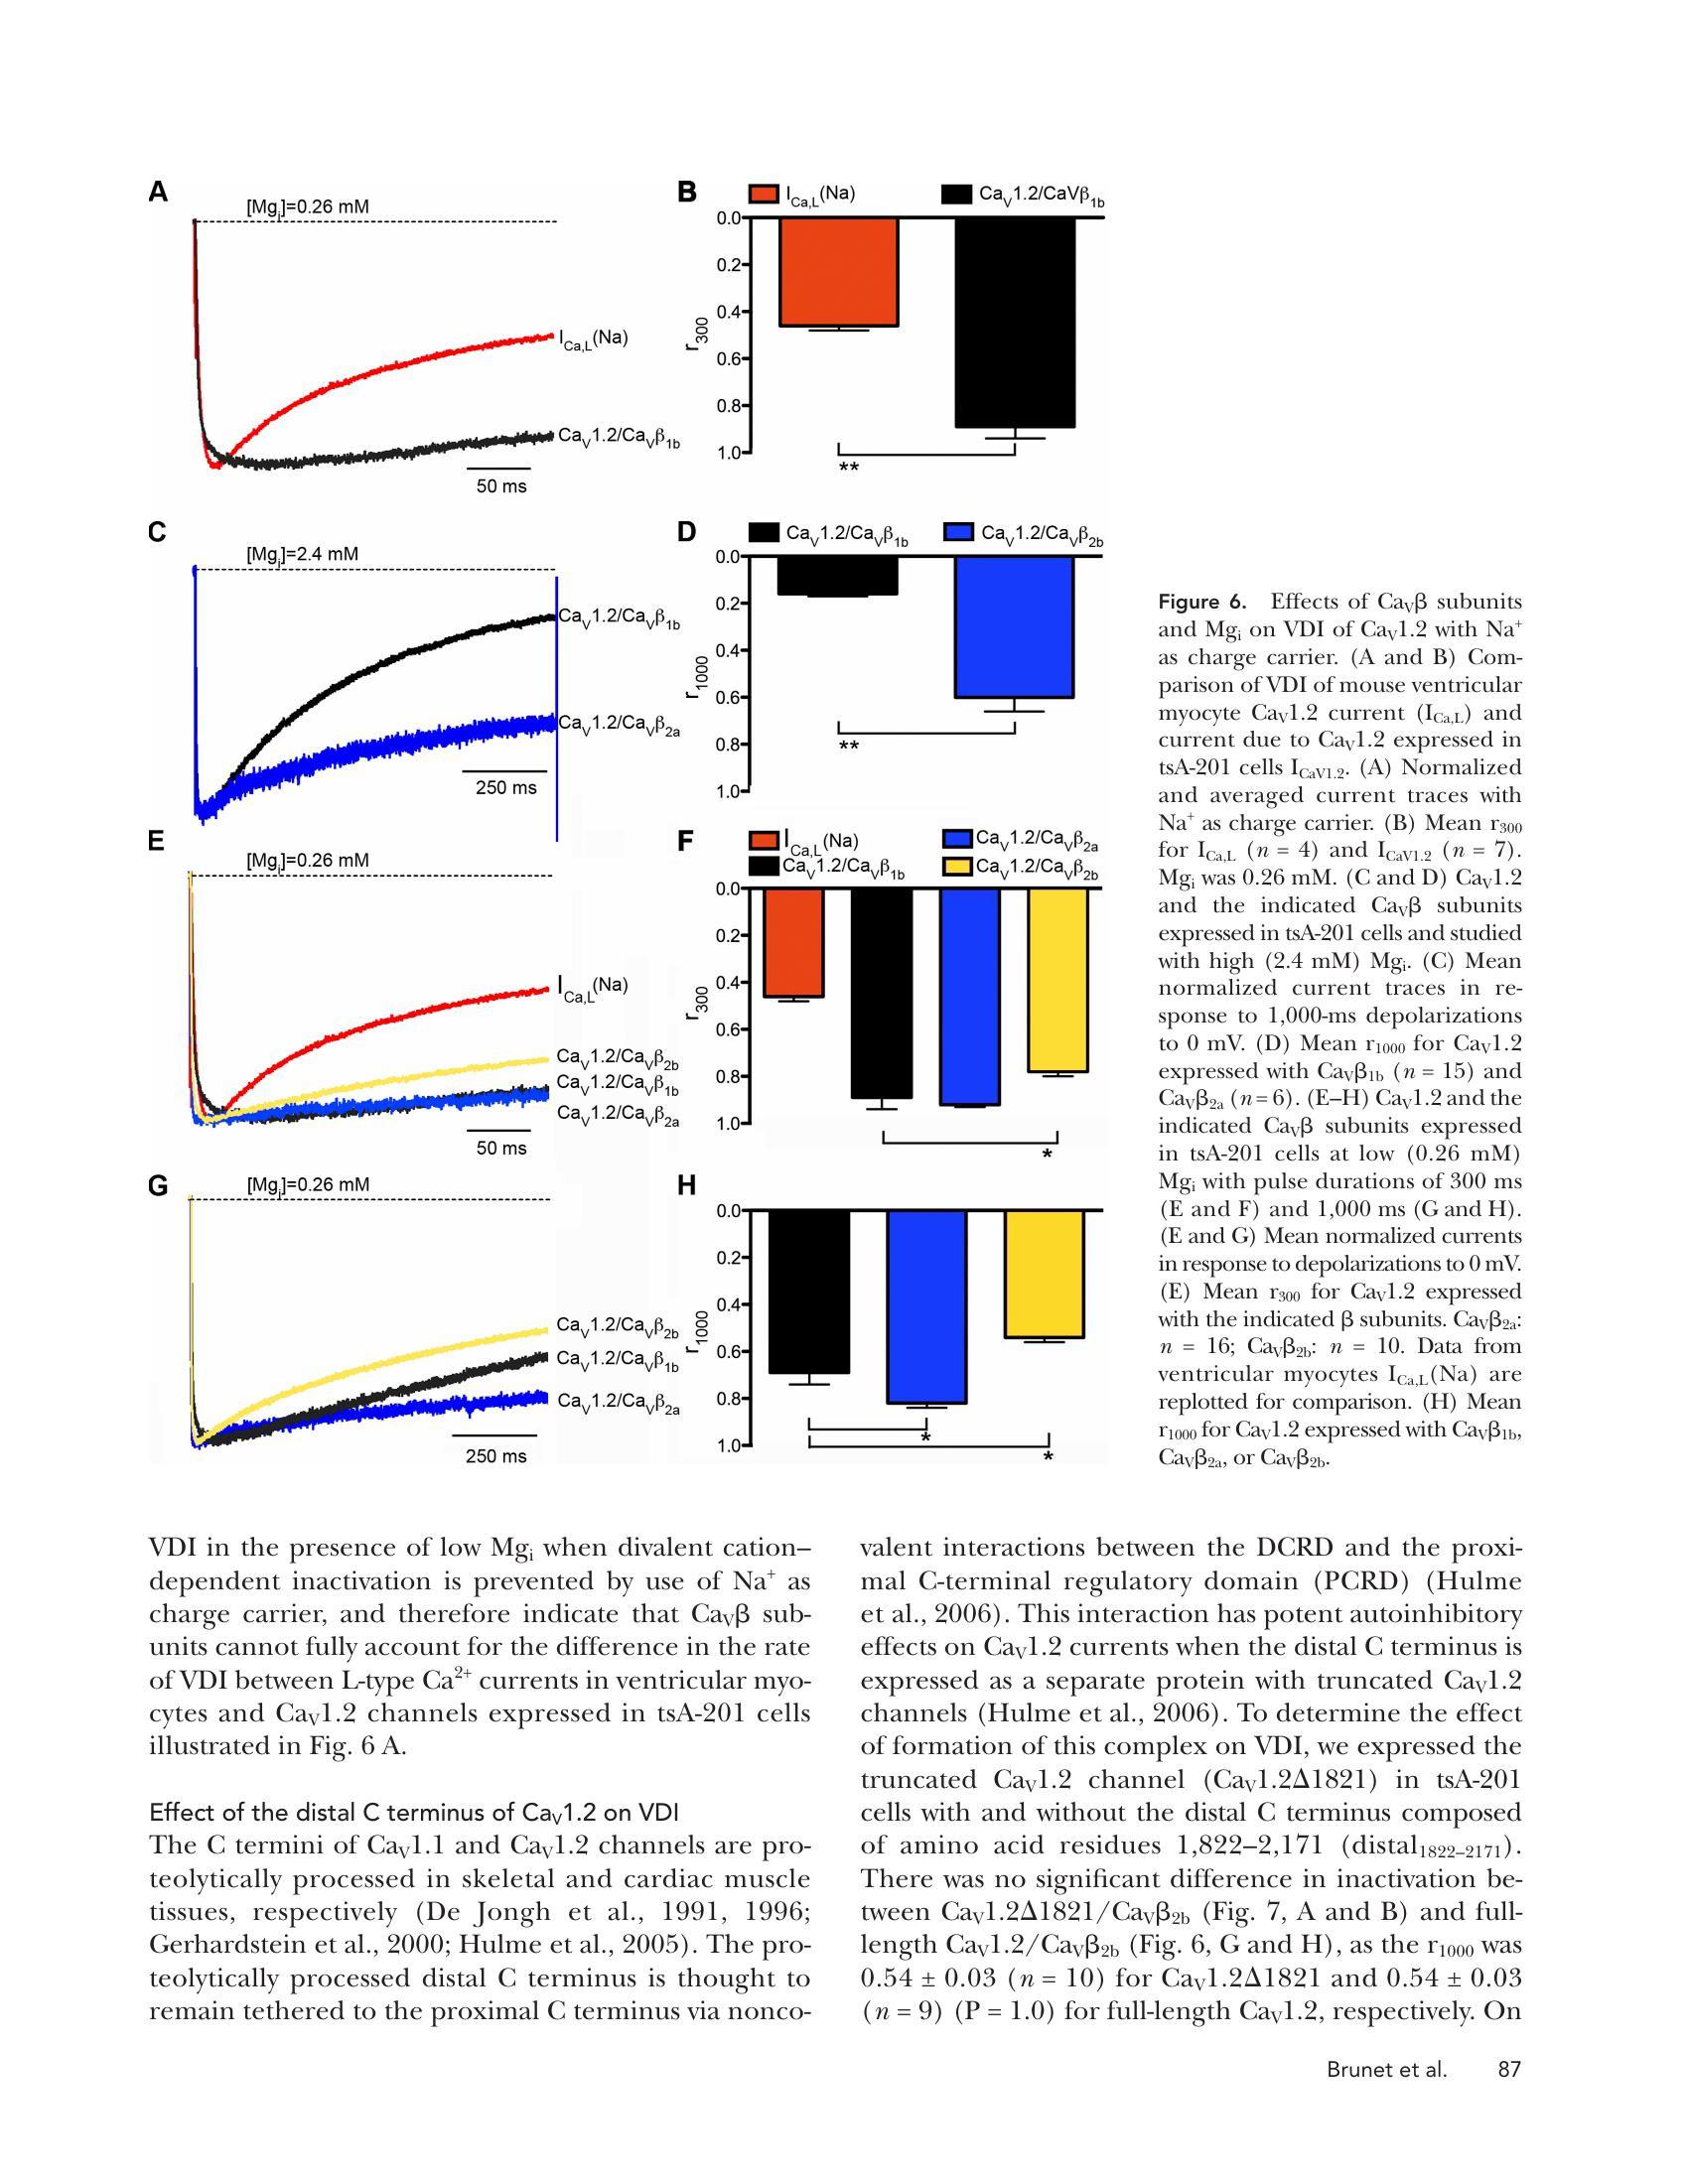 A
[Mgi]=0.26 mM
ICa,L(Na)
CaV1.2/CaVβ1b
50 ms
B
ICa,L(Na)
CaV1.2/CaVβ1b
0.0
0.2
0.4
0.6
0.8
1.0
r300
**
C
[Mgi]=2.4 mM
CaV1.2/CaVβ1b
CaV1.2/CaVβ2a
250 ms
D
CaV1.2/CaVβ1b
CaV1.2/CaVβ2b
0.0
0.2
0.4
0.6
0.8
1.0
r1000
**
E
[Mgi]=0.26 mM
ICa,L(Na)
CaV1.2/CaVβ2b
CaV1.2/CaVβ1b
CaV1.2/CaVβ2a
50 ms
F
ICa,L(Na)
CaV1.2/CaVβ2a
CaV1.2/CaVβ1b
CaV1.2/CaVβ2b
0.0
0.2
0.4
0.6
0.8
1.0
r300
*
G
[Mgi]=0.26 mM
CaV1.2/CaVβ2b
CaV1.2/CaVβ1b
CaV1.2/CaVβ2a
250 ms
H
0.0
0.2
0.4
0.6
0.8
1.0
r1000
*
*
Figure 6. Effects of CaVβ subunits
and Mgi on VDI of CaV1.2 with Na+
as charge carrier. (A and B) Com-
parison of VDI of mouse ventricular
myocyte CaV1.2 current (ICa,L) and
current due to CaV1.2 expressed in
tsA-201 cells ICaV1.2. (A) Normalized
and averaged current traces with
Na+ as charge carrier. (B) Mean r300
for ICa,L (n = 4) and ICaV1.2 (n = 7).
Mgi was 0.26 mM. (C and D) CaV1.2
and the indicated CaVβ subunits
expressed in tsA-201 cells and studied
with high (2.4 mM) Mgi. (C) Mean
normalized current traces in re-
sponse to 1,000-ms depolarizations
to 0 mV. (D) Mean r1000 for CaV1.2
expressed with CaVβ1b (n = 15) and
CaVβ2a (n = 6). (E–H) CaV1.2 and the
indicated CaVβ subunits expressed
in tsA-201 cells at low (0.26 mM)
Mgi with pulse durations of 300 ms
(E and F) and 1,000 ms (G and H).
(E and G) Mean normalized currents
in response to depolarizations to 0 mV.
(E) Mean r300 for CaV1.2 expressed
with the indicated β subunits. CaVβ2a:
n = 16; CaVβ2b: n = 10. Data from
ventricular myocytes ICa,L(Na) are
replotted for comparison. (H) Mean
r1000 for CaV1.2 expressed with CaVβ1b,
CaVβ2a, or CaVβ2b.
VDI in the presence of low Mgi when divalent cation–
dependent inactivation is prevented by use of Na+ as
charge carrier, and therefore indicate that CaVβ sub-
units cannot fully account for the difference in the rate
of VDI between L-type Ca2+ currents in ventricular myo-
cytes and CaV1.2 channels expressed in tsA-201 cells
illustrated in Fig. 6 A.
Effect of the distal C terminus of CaV1.2 on VDI
The C termini of CaV1.1 and CaV1.2 channels are pro-
teolytically processed in skeletal and cardiac muscle
tissues, respectively (De Jongh et al., 1991, 1996;
Gerhardstein et al., 2000; Hulme et al., 2005). The pro-
teolytically processed distal C terminus is thought to
remain tethered to the proximal C terminus via nonco-
valent interactions between the DCRD and the proxi-
mal C-terminal regulatory domain (PCRD) (Hulme
et al., 2006). This interaction has potent autoinhibitory
effects on CaV1.2 currents when the distal C terminus is
expressed as a separate protein with truncated CaV1.2
channels (Hulme et al., 2006). To determine the effect
of formation of this complex on VDI, we expressed the
truncated CaV1.2 channel (CaV1.2Δ1821) in tsA-201
cells with and without the distal C terminus composed
of amino acid residues 1,822–2,171 (distal1822–2171).
There was no significant difference in inactivation be-
tween CaV1.2Δ1821/CaVβ2b (Fig. 7, A and B) and full-
length CaV1.2/CaVβ2b (Fig. 6, G and H), as the r1000 was
0.54 ± 0.03 (n = 10) for CaV1.2Δ1821 and 0.54 ± 0.03
(n = 9) (P = 1.0) for full-length CaV1.2, respectively. On
Brunet et al. 87